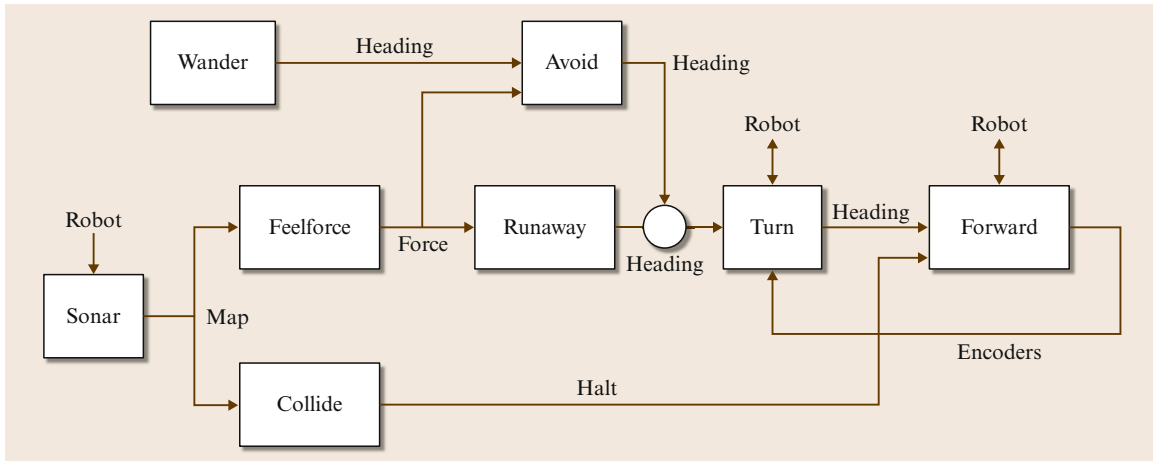 Heading
Wander
Avoid
Heading
Robot
Robot
Robot
Feelforce
Force
Runaway
Heading
Turn
Heading
Forward
Sonar
Map
Encoders
Halt
Collide